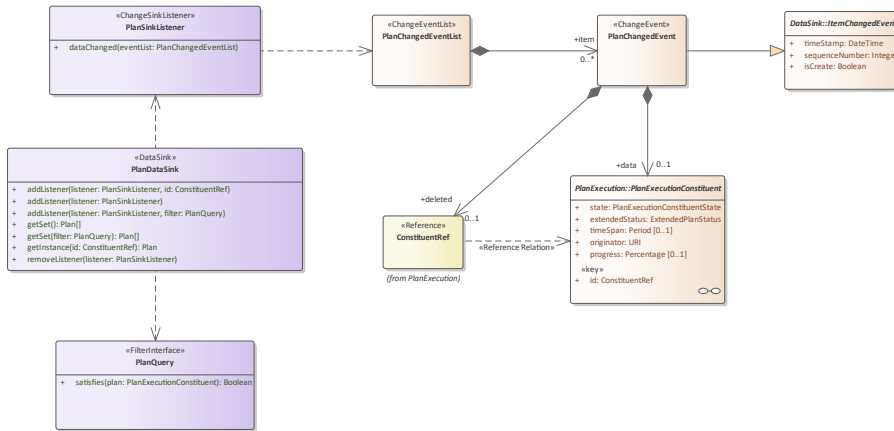 «ChangeSinkListener»
PlanSinkListener
+ dataChanged(eventList: PlanChangedEventList)
«ChangeEventList»
PlanChangedEventList
+item
0..*
«ChangeEvent»
PlanChangedEvent
DataSink::ItemChangedEven
+ timeStamp: DateTime
+ sequenceNumber: Intege
+ isCreate: Boolean
«DataSink»
PlanDataSink
+ addListener(listener: PlanSinkListener, id: ConstituentRef)
+ addListener(listener: PlanSinkListener)
+ addListener(listener: PlanSinkListener, filter: PlanQuery)
+ getSet(): Plan[]
+ getSet(filter: PlanQuery): Plan[]
+ getInstance(id: ConstituentRef): Plan
+ removeListener(listener: PlanSinkListener)
+deleted
0..1
+data
0..1
«Reference»
ConstituentRef
(from PlanExecution)
«Reference Relation»
PlanExecution::PlanExecutionConstituent
+ state: PlanExecutionConstituentState
+ extendedStatus: ExtendedPlanStatus
+ timeSpan: Period [0..1]
+ originator: URI
+ progress: Percentage [0..1]
«key»
+ id: ConstituentRef
«FilterInterface»
PlanQuery
+ satisfies(plan: PlanExecutionConstituent): Boolean